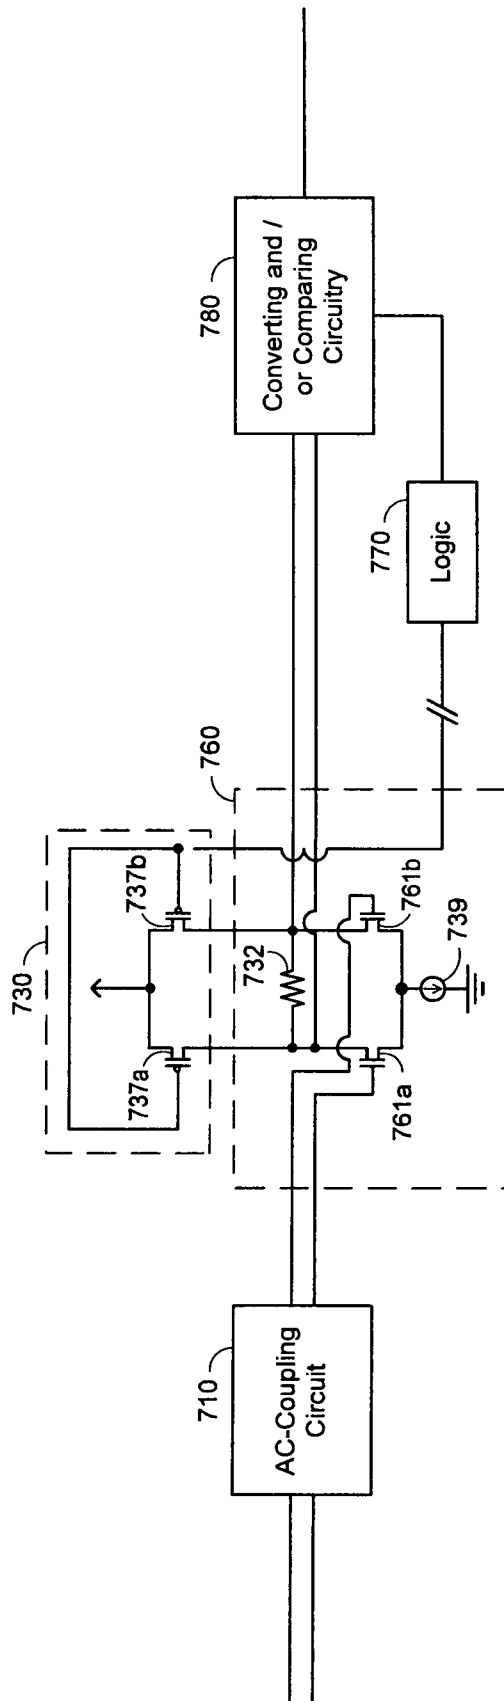 710
AC-Coupling
Circuit
730
737a
737b
732
760
761a
761b
739
770
Logic
780
Converting and /
or Comparing
Circuitry